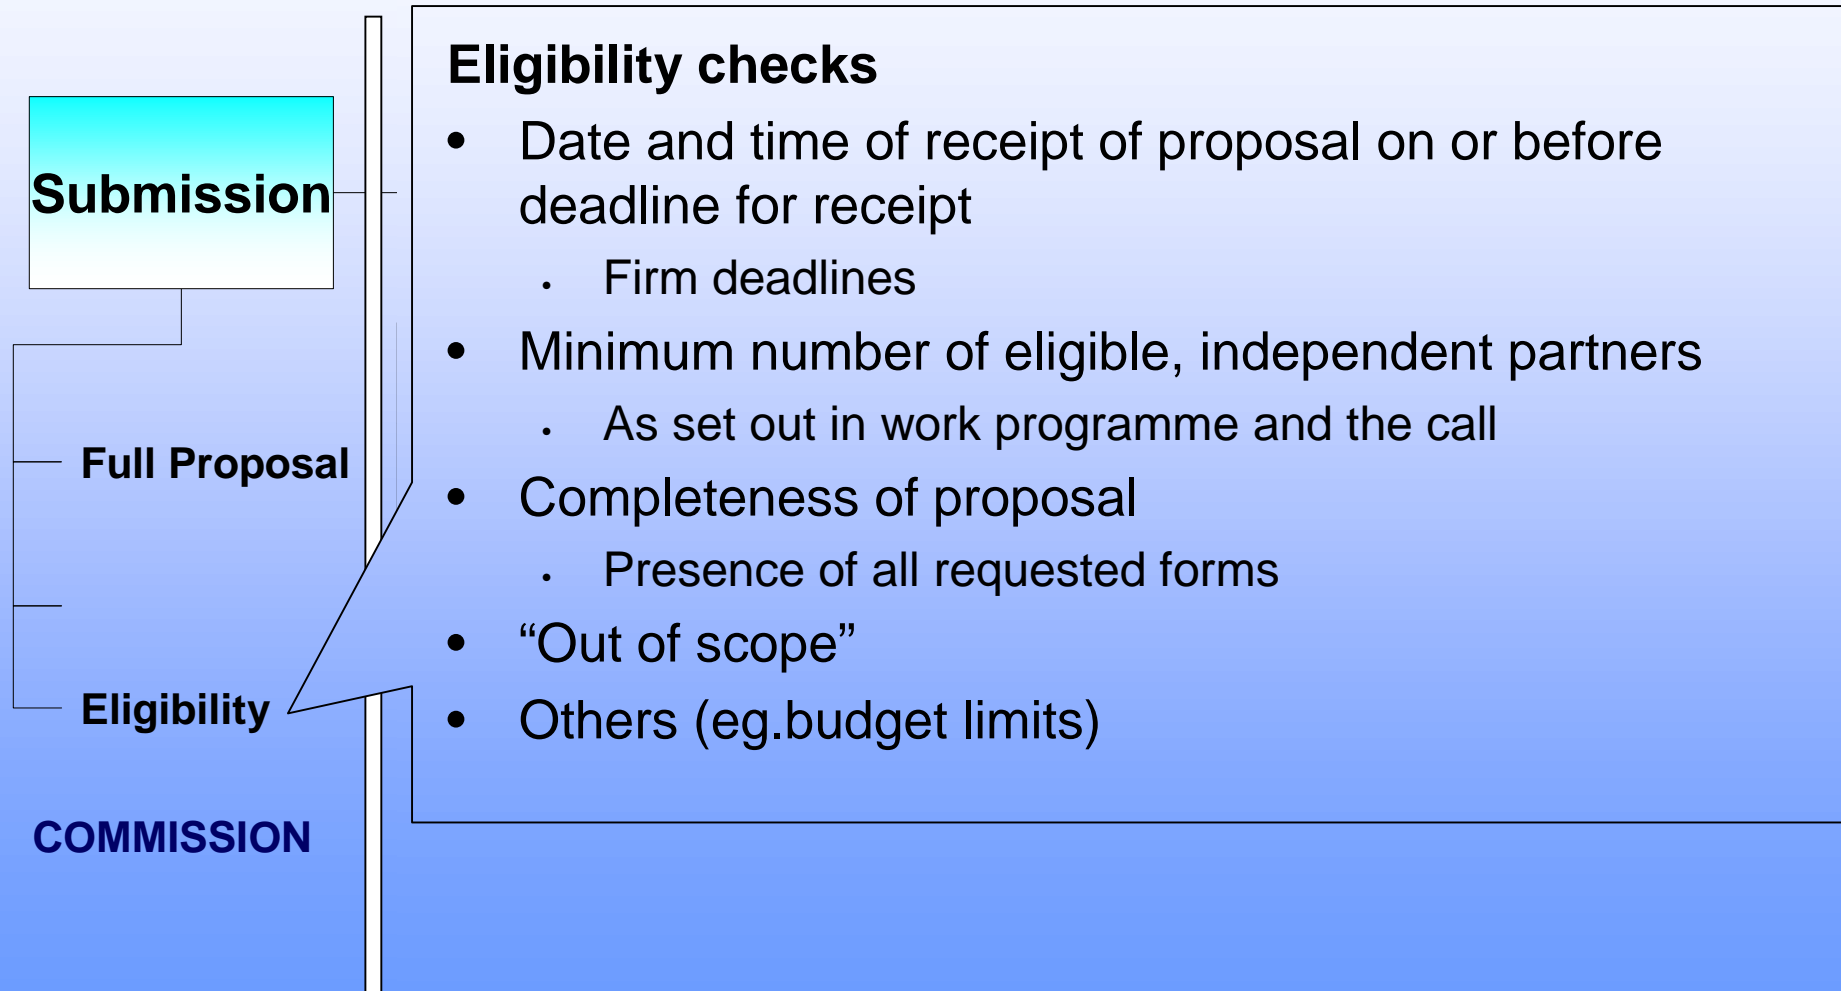 Submission
Full Proposal
Eligibility
COMMISSION
Eligibility checks
• Date and time of receipt of proposal on or before
deadline for receipt
• Firm deadlines
• Minimum number of eligible, independent partners
• As set out in work programme and the call
• Completeness of proposal
• Presence of all requested forms
• “Out of scope”
• Others (eg.budget limits)